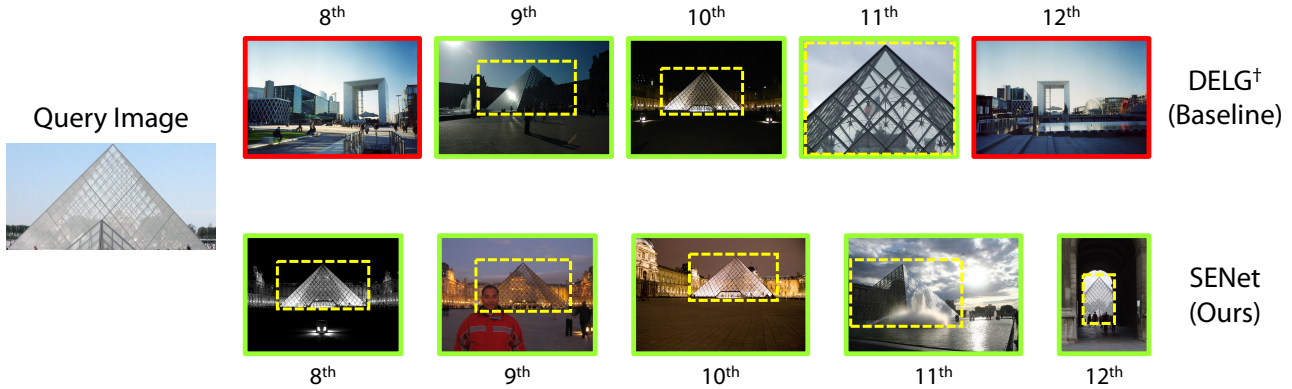 8th 9th 10th 11th 12th
Query Image
DELG†
(Baseline)
SENet
(Ours)
8th 9th 10th 11th 12th